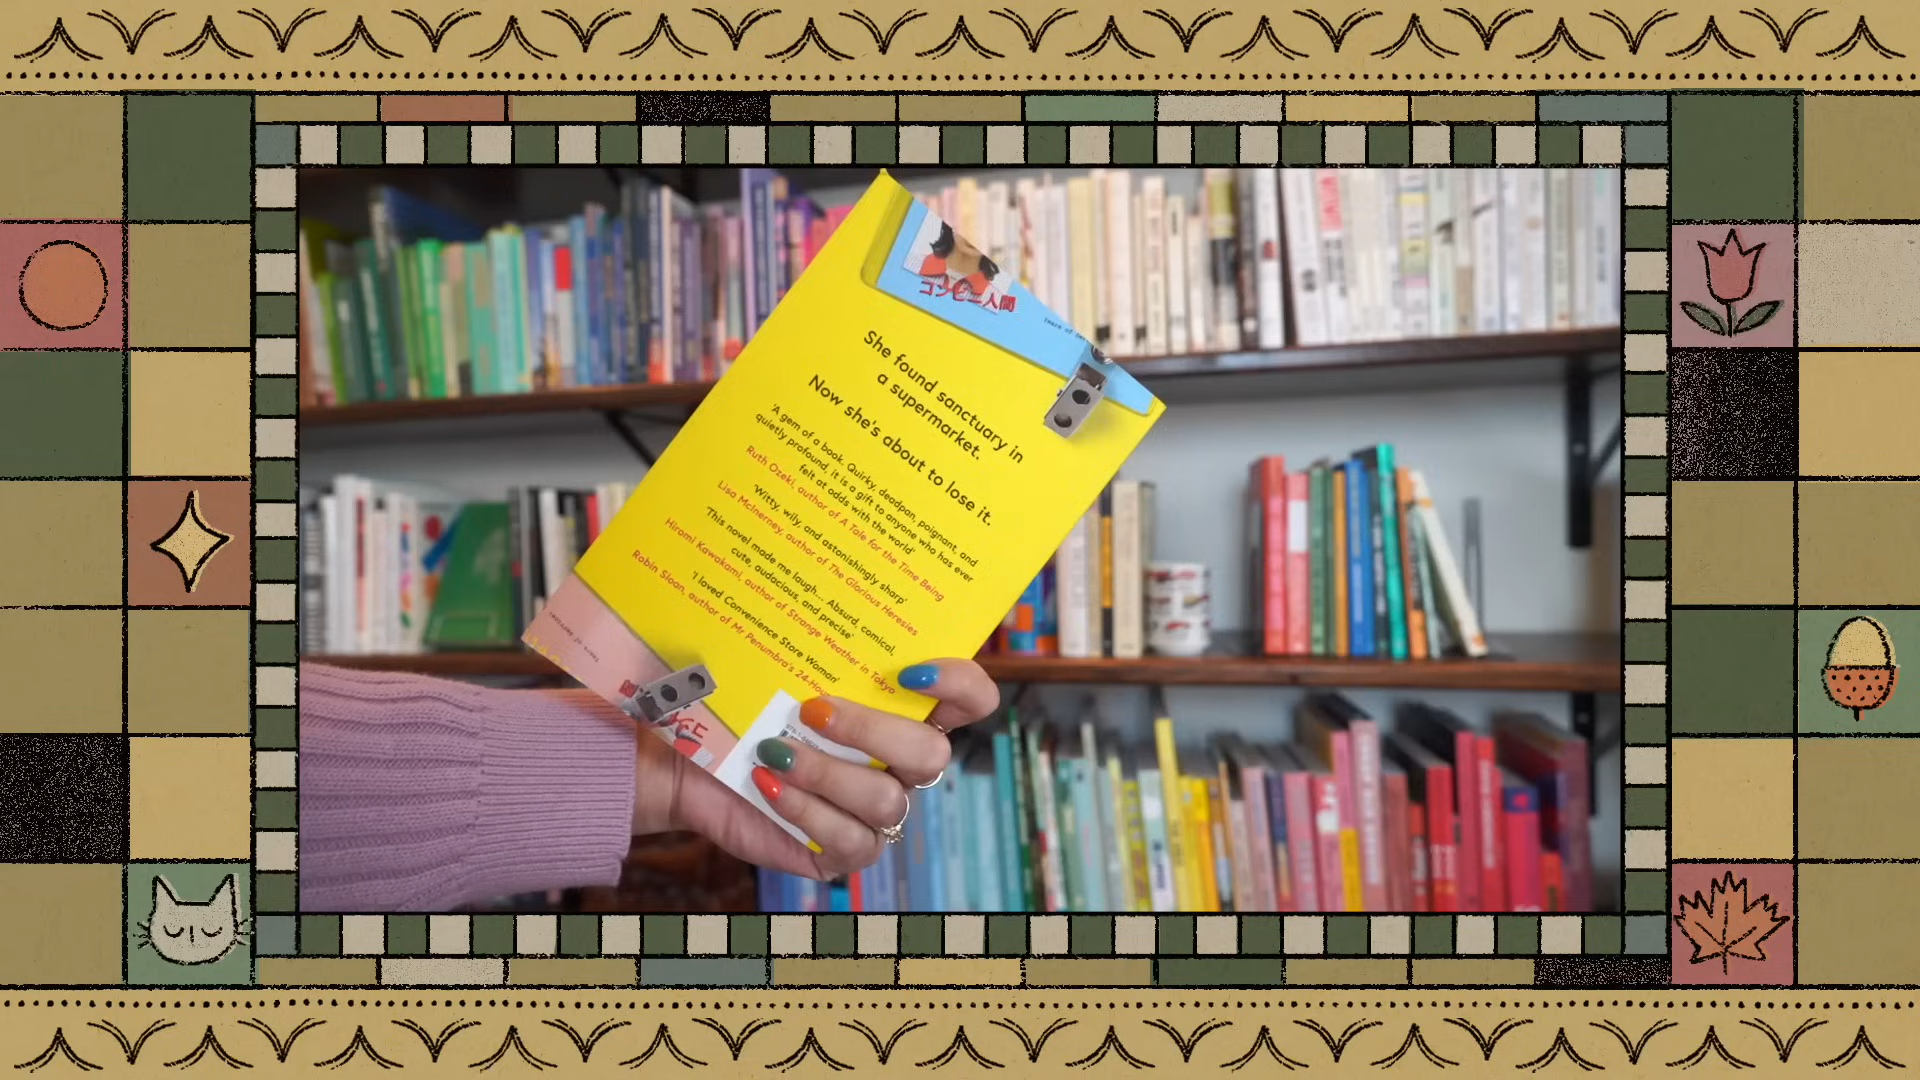 コンビニ人間
She found sanctuary in
a supermarket.
Now she's about to lose it.
'A gem of a book. Quirky, deadpan, poignant, and
quietly profound, it is a gift to anyone who has ever
felt at odds with the world'
Ruth Ozeki, author of A Tale for the Time Being
'Witty, wily, and astonishingly sharp'
Lisa McInerney, author of The Glorious Heresies
'This novel made me laugh... Absurd, comical,
cute, audacious, and precise'
Hiromi Kawakami, author of Strange Weather in Tokyo
'I loved Convenience Store Woman'
Robin Sloan, author of Mr Penumbra's 24-Hour